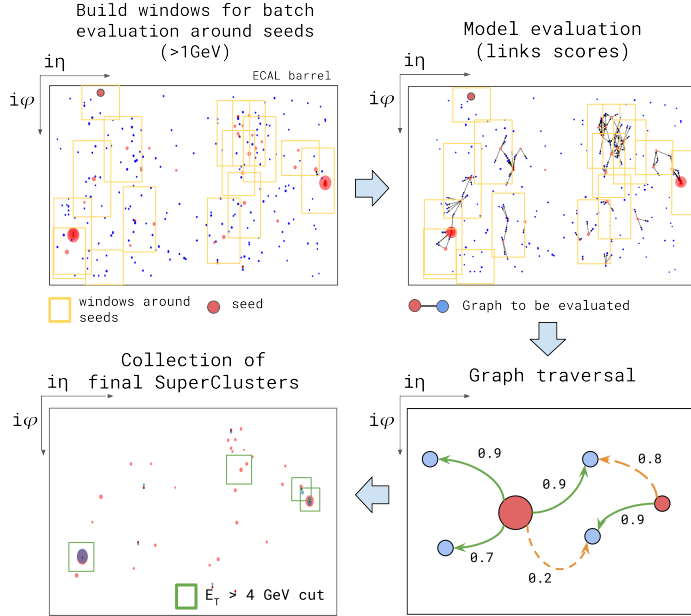 Build windows for batch
evaluation around seeds
(>1GeV)
iη
ECAL barrel
iφ
windows around
seeds
seed
Model evaluation
(links scores)
iη
iφ
Graph to be evaluated
Collection of
final SuperClusters
iη
iφ
E_T > 4 GeV cut
Graph traversal
iη
iφ
0.9
0.8
0.9
0.9
0.7
0.2